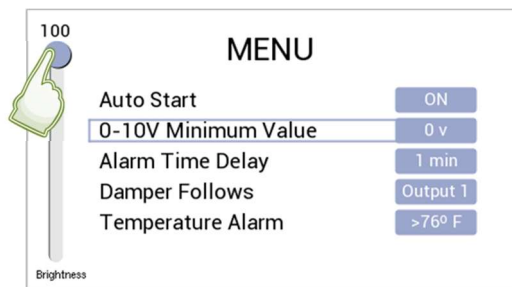 100
MENU
Auto Start ON
0-10V Minimum Value 0 v
Alarm Time Delay 1 min
Damper Follows Output 1
Temperature Alarm >76º F
Brightness